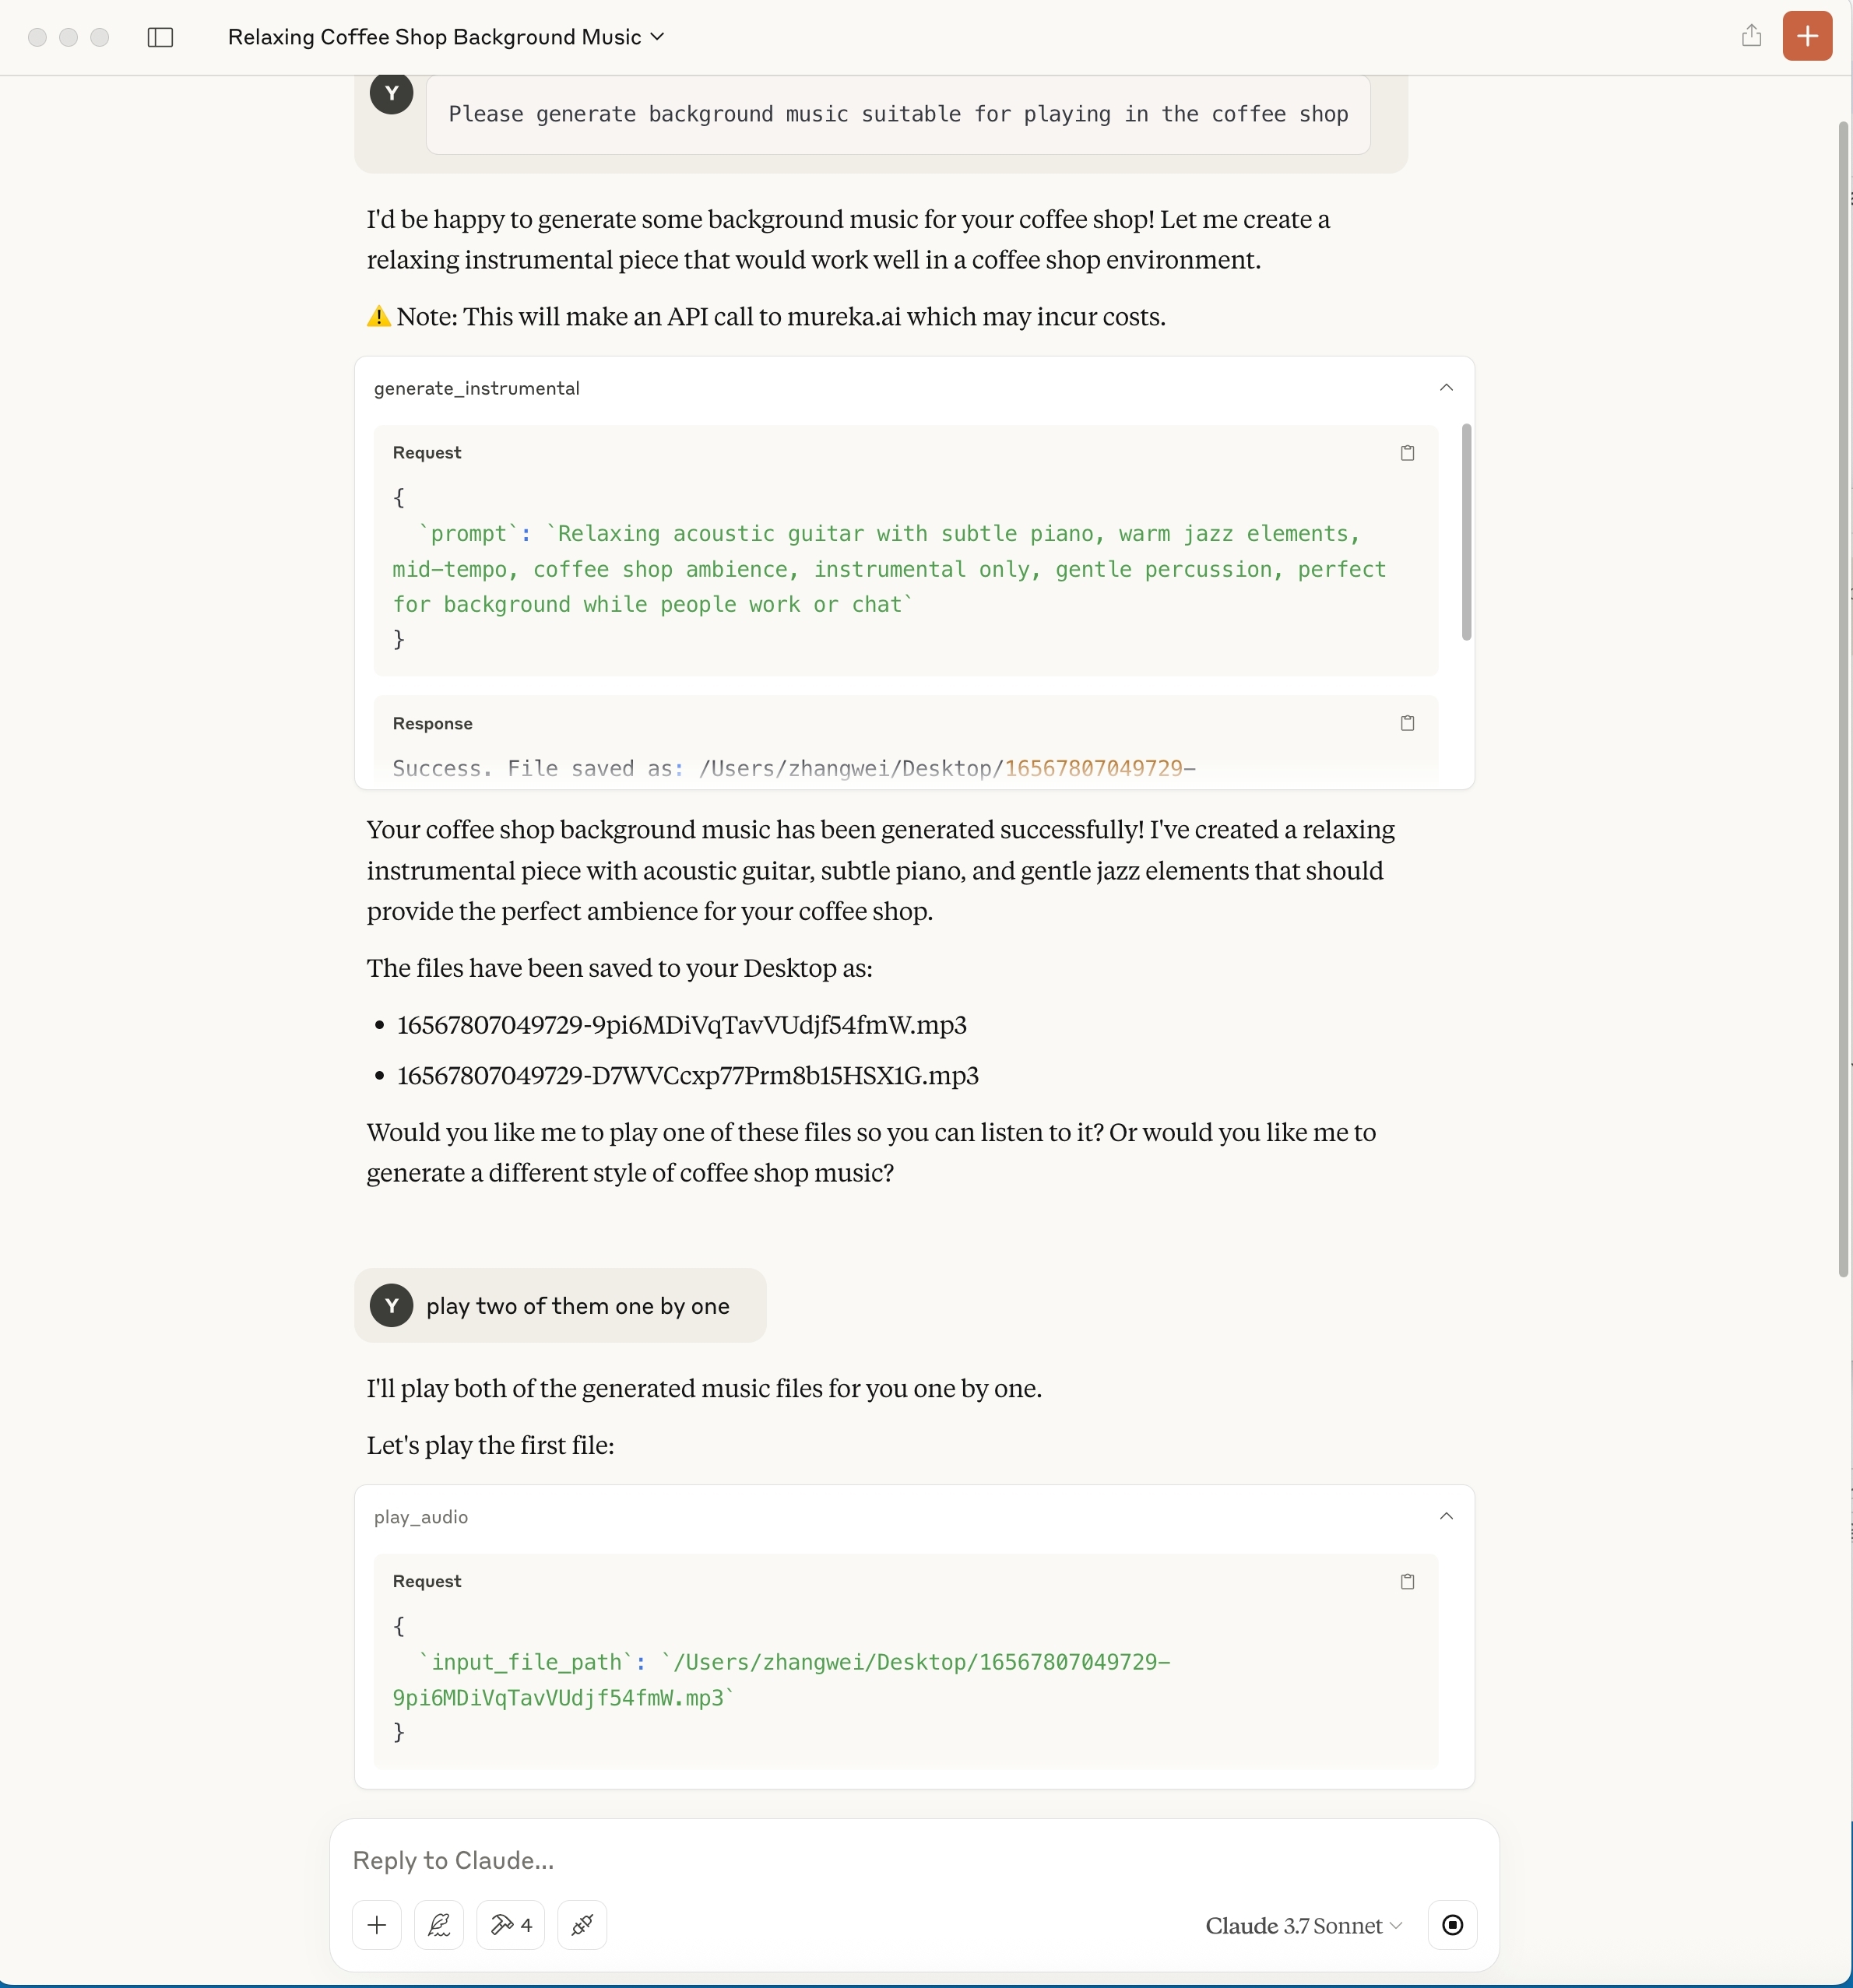 Relaxing Coffee Shop Background Music
Y
Please generate background music suitable for playing in the coffee shop
I'd be happy to generate some background music for your coffee shop! Let me create a
relaxing instrumental piece that would work well in a coffee shop environment.
⚠️ Note: This will make an API call to mureka.ai which may incur costs.
generate_instrumental
Request
{
`prompt`: `Relaxing acoustic guitar with subtle piano, warm jazz elements,
mid-tempo, coffee shop ambience, instrumental only, gentle percussion, perfect
for background while people work or chat`
}
Response
Success. File saved as: /Users/zhangwei/Desktop/16567807049729-
Your coffee shop background music has been generated successfully! I've created a relaxing
instrumental piece with acoustic guitar, subtle piano, and gentle jazz elements that should
provide the perfect ambience for your coffee shop.
The files have been saved to your Desktop as:
• 16567807049729-9pi6MDiVqTavVUdjf54fmW.mp3
• 16567807049729-D7WVCcxp77Prm8b15HSX1G.mp3
Would you like me to play one of these files so you can listen to it? Or would you like me to
generate a different style of coffee shop music?
Y
play two of them one by one
I'll play both of the generated music files for you one by one.
Let's play the first file:
play_audio
Request
{
`input_file_path`: `/Users/zhangwei/Desktop/16567807049729-
9pi6MDiVqTavVUdjf54fmW.mp3`
}
Reply to Claude...
4
Claude 3.7 Sonnet